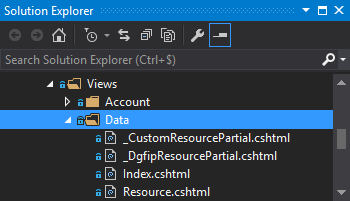 Solution Explorer
Search Solution Explorer (Ctrl+$)
Views
Account
Data
_CustomResourcePartial.cshtml
_DgfipResourcePartial.cshtml
Index.cshtml
Resource.cshtml